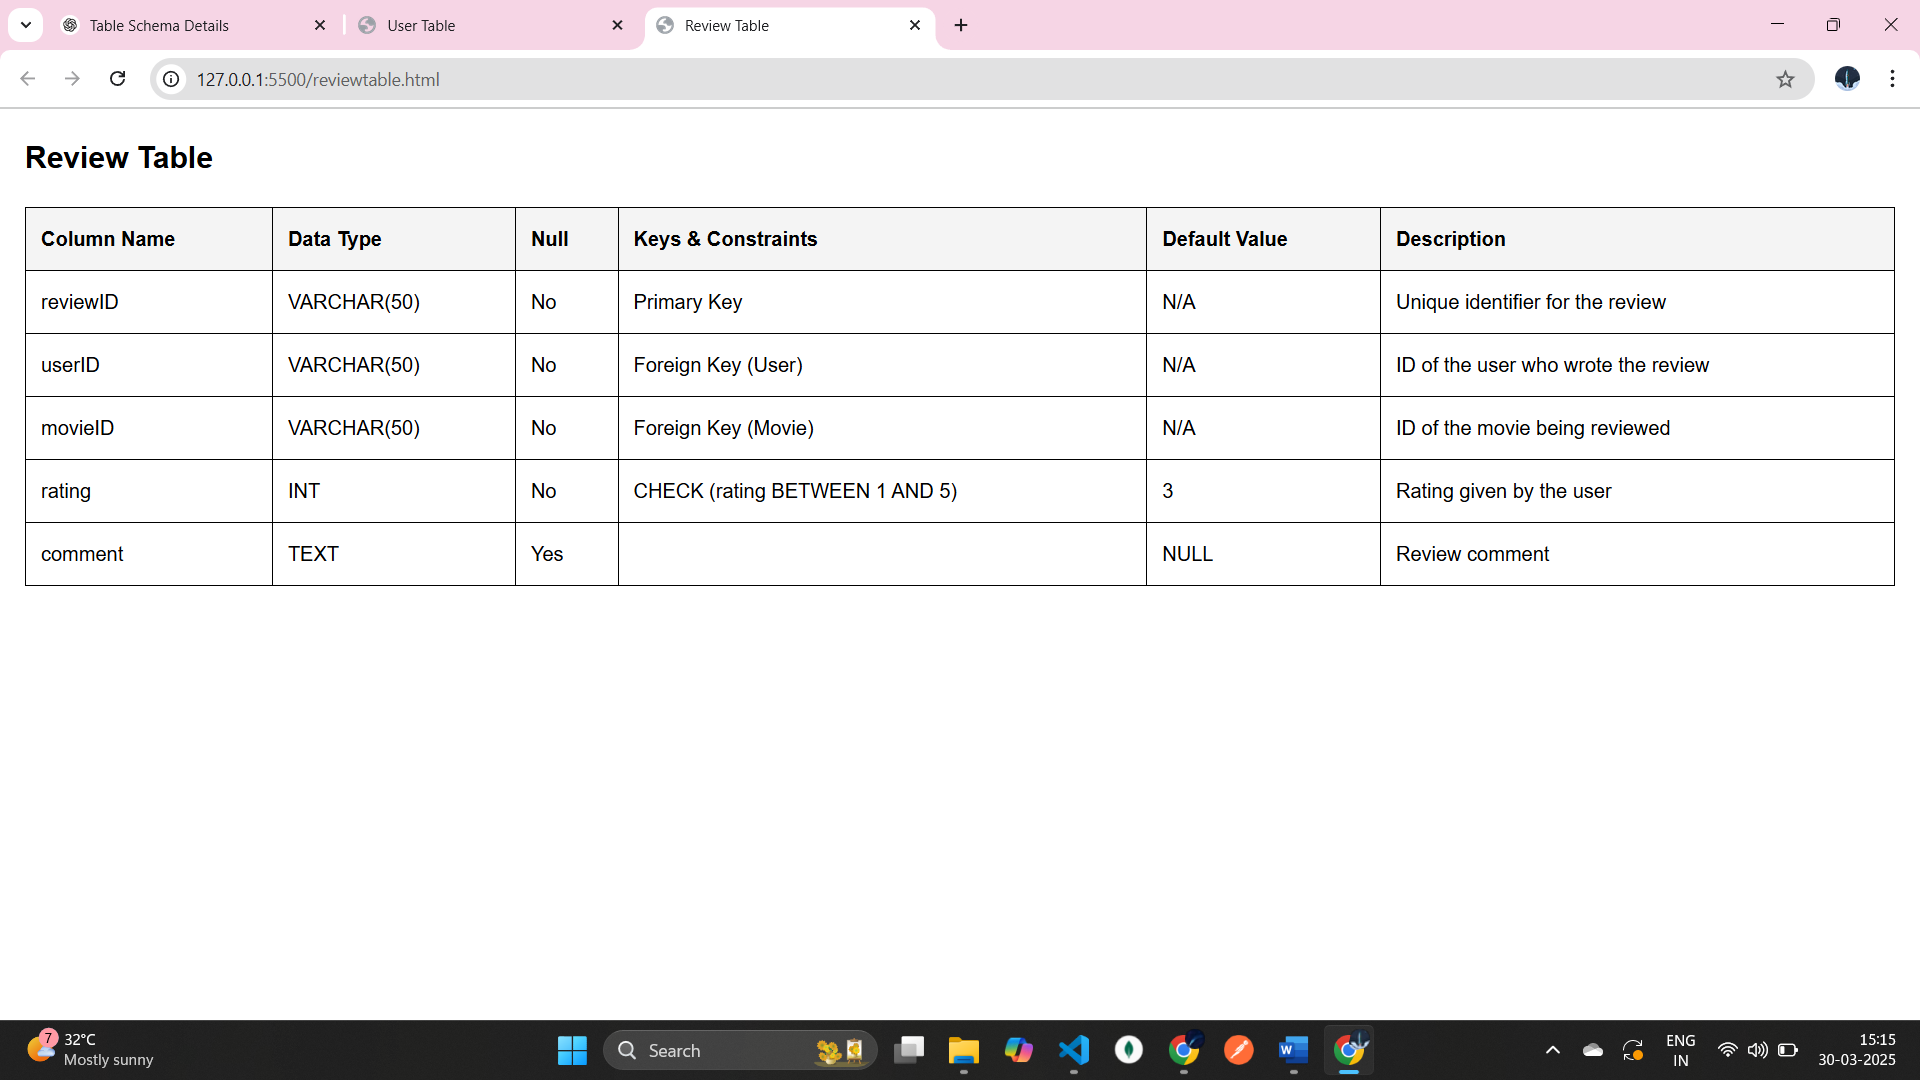 Table Schema Details
User Table
Review Table
127.0.0.1:5500/reviewtable.html
Review Table
Column Name Data Type Null Keys & Constraints Default Value Description
reviewID VARCHAR(50) No Primary Key N/A Unique identifier for the review
userID VARCHAR(50) No Foreign Key (User) N/A ID of the user who wrote the review
movieID VARCHAR(50) No Foreign Key (Movie) N/A ID of the movie being reviewed
rating INT No CHECK (rating BETWEEN 1 AND 5) 3 Rating given by the user
comment TEXT Yes NULL Review comment
7
32°C
Mostly sunny
Search
W
ENG
IN
15:15
30-03-2025